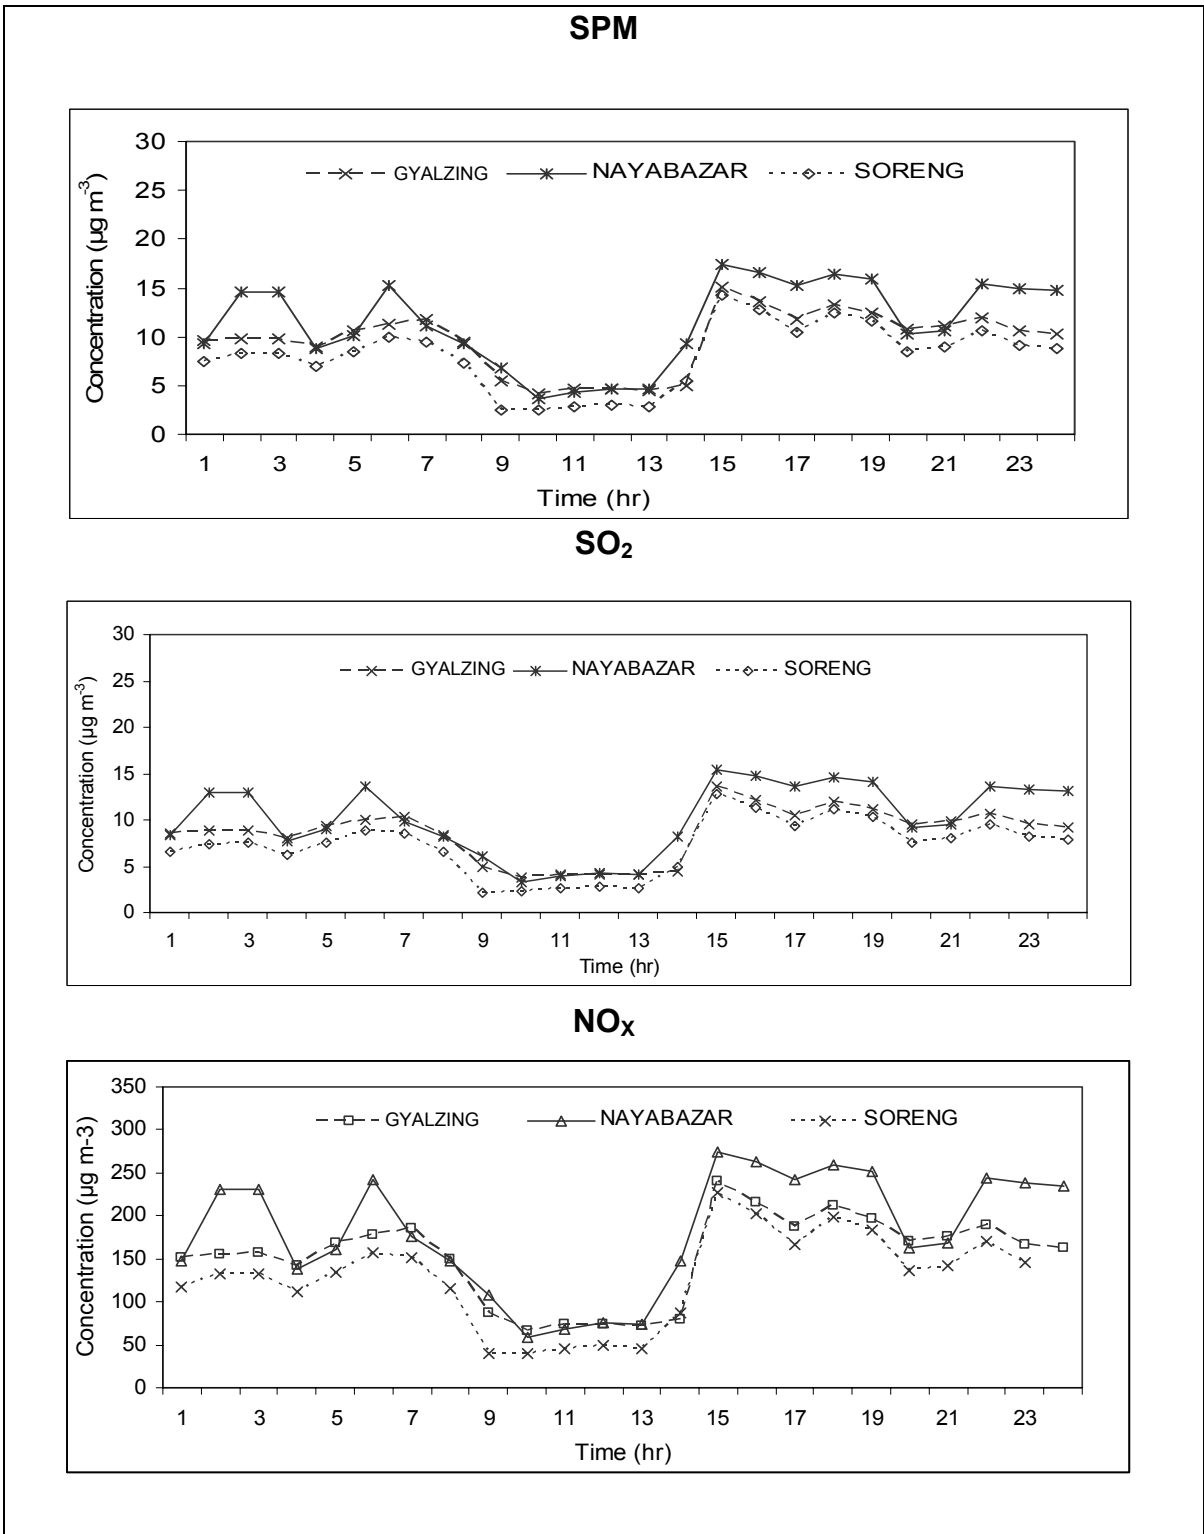 SPM
30
25
20
15
10
5
0
Concentration (µg m⁻³)
GYALZING NAYABAZAR SORENG
1 3 5 7 9 11 13 15 17 19 21 23
Time (hr)
SO₂
30
25
20
15
10
5
0
Concentration (µg m⁻³)
GYALZING NAYABAZAR SORENG
1 3 5 7 9 11 13 15 17 19 21 23
Time (hr)
NOX
350
300
250
200
150
100
50
0
Concentration (µg m-3)
GYALZING NAYABAZAR SORENG
1 3 5 7 9 11 13 15 17 19 21 23
Time (hr)